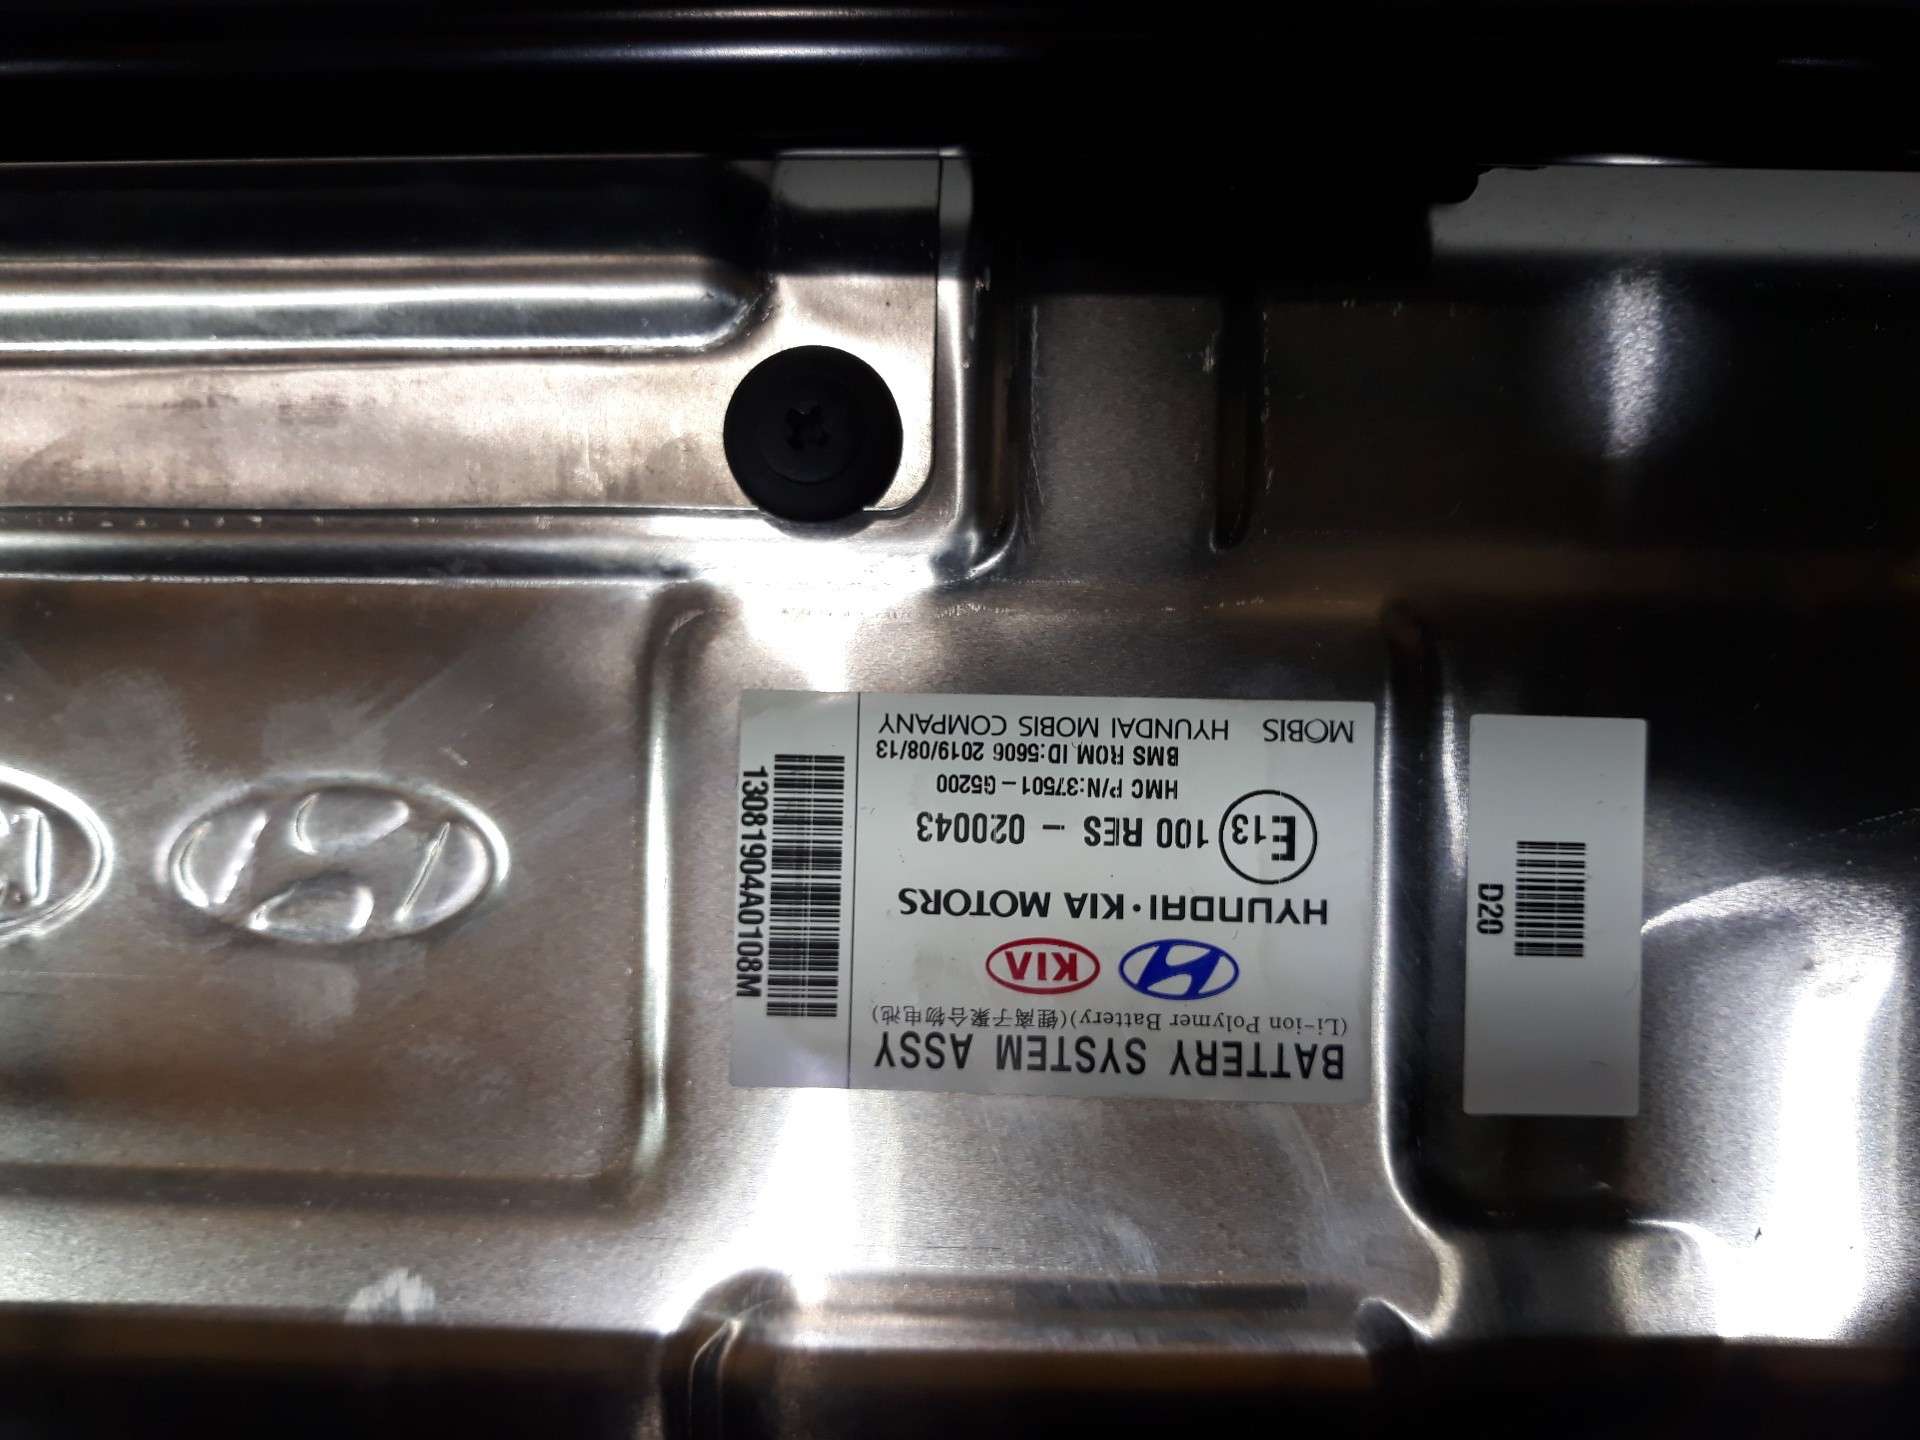 BATTERY SYSTEM ASSY
(Li-ion Polymer Battery)(锂离子聚合物电池)
KIA
HYUNDAI·KIA MOTORS
E13 100 RES - 020043
HMC P/N:37501-G5200
BMS ROM ID:5606 2019/08/13
MOBIS HYUNDAI MOBIS COMPANY
13081904A0108M
D20